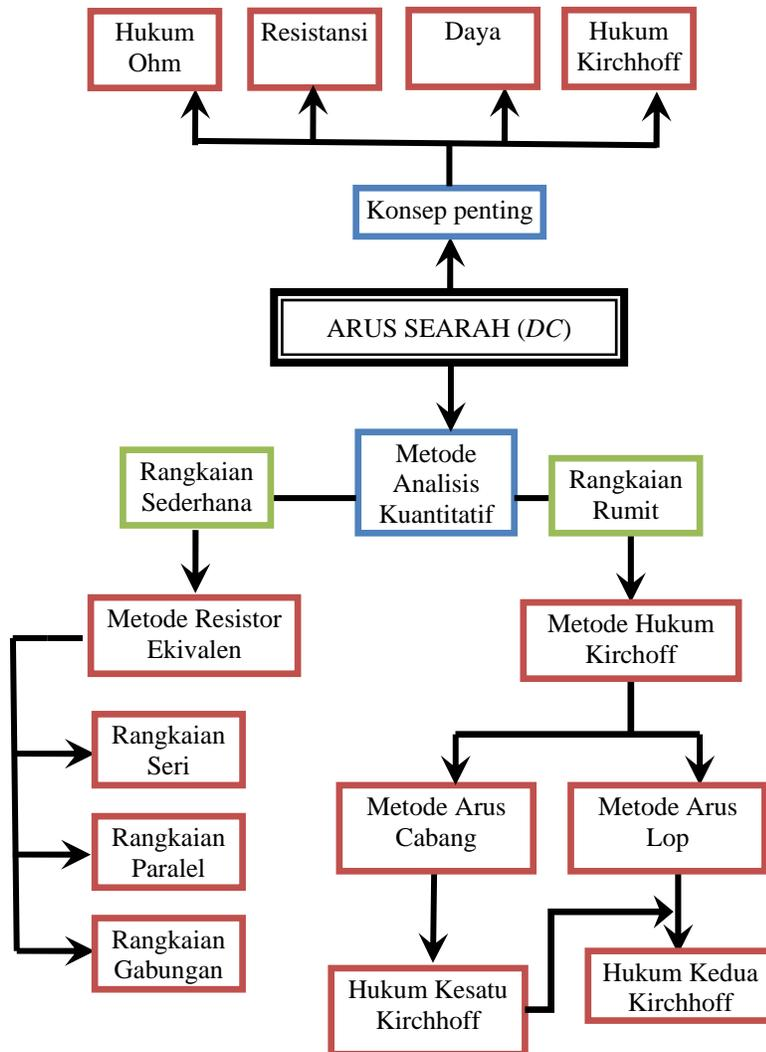 Hukum
Ohm
Resistansi
Daya
Hukum
Kirchhoff
Konsep penting
ARUS SEARAH (DC)
Metode
Analisis
Kuantitatif
Rangkaian
Sederhana
Rangkaian
Rumit
Metode Resistor
Ekivalen
Metode Hukum
Kirchoff
Rangkaian
Seri
Rangkaian
Paralel
Rangkaian
Gabungan
Metode Arus
Cabang
Metode Arus
Lop
Hukum Kesatu
Kirchhoff
Hukum Kedua
Kirchhoff